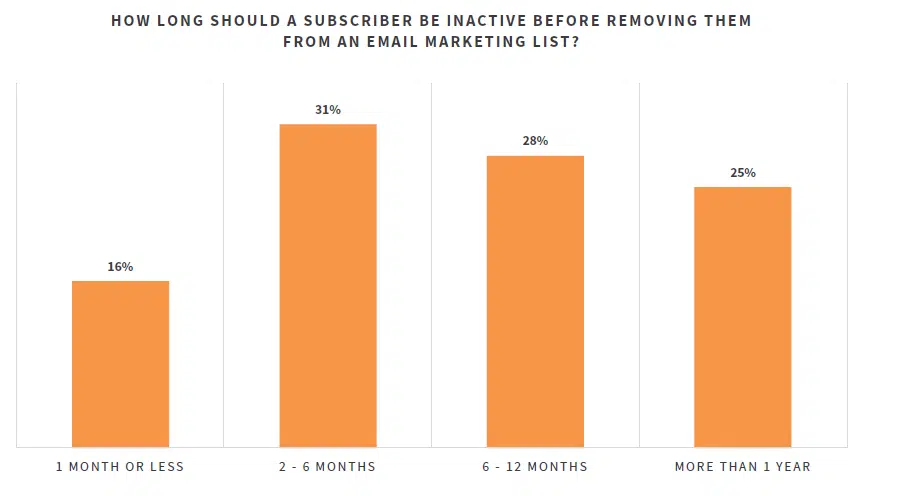 HOW LONG SHOULD A SUBSCRIBER BE INACTIVE BEFORE REMOVING THEM
FROM AN EMAIL MARKETING LIST?
16%
31%
28%
25%
1 MONTH OR LESS
2 - 6 MONTHS
6 - 12 MONTHS
MORE THAN 1 YEAR